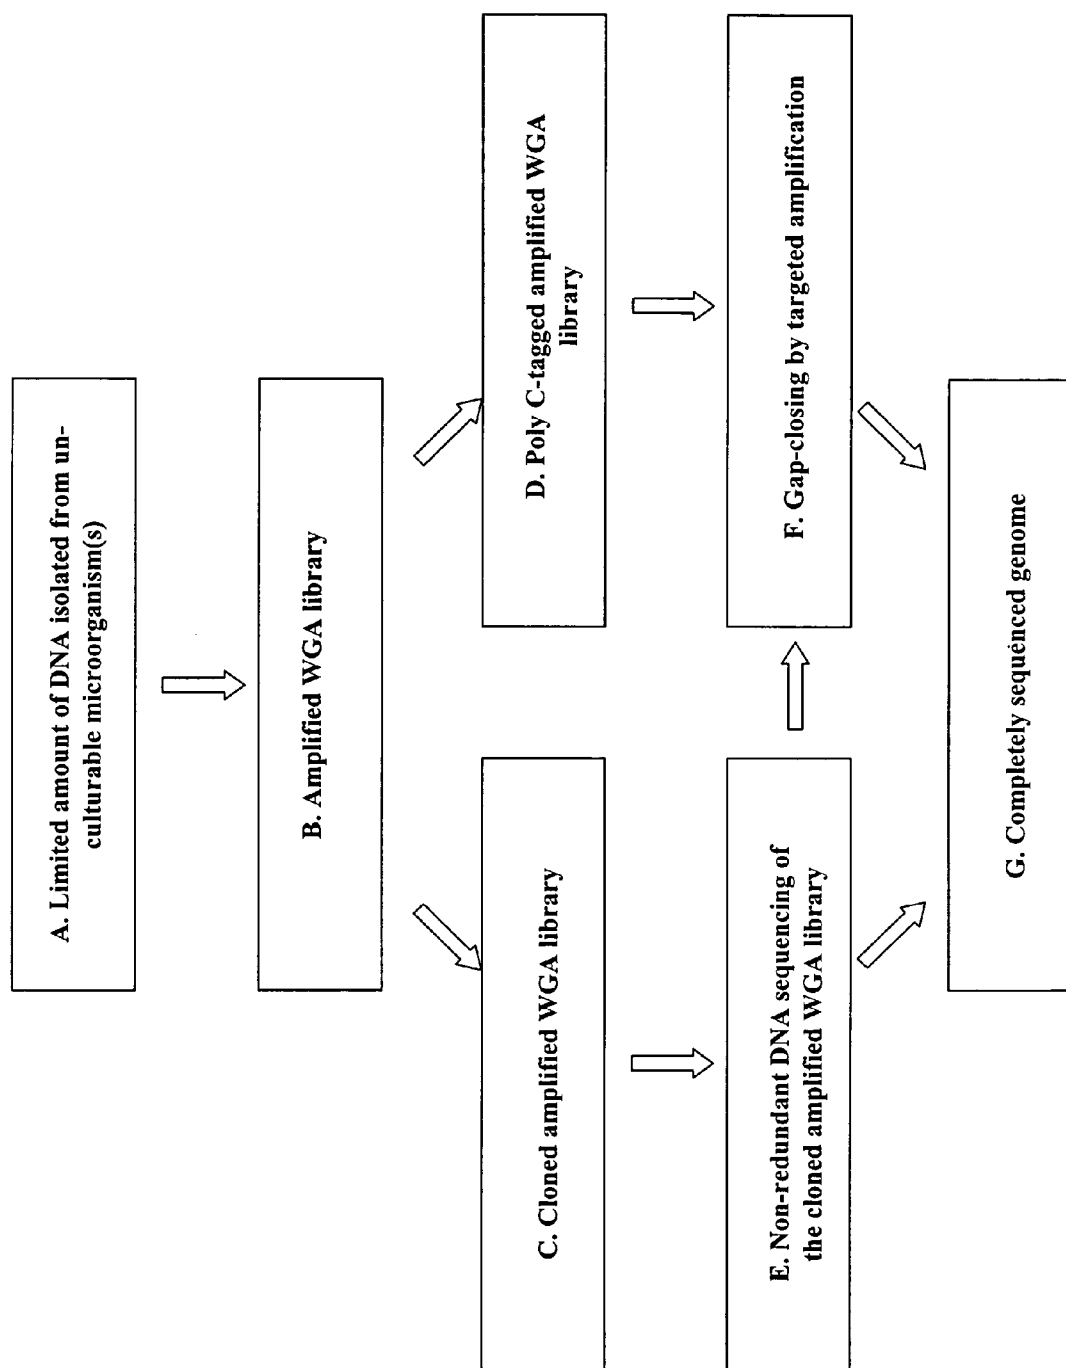 A. Limited amount of DNA isolated from un-
culturable microorganism(s)
B. Amplified WGA library
C. Cloned amplified WGA library
D. Poly C-tagged amplified WGA
library
E. Non-redundant DNA sequencing of
the cloned amplified WGA library
F. Gap-closing by targeted amplification
G. Completely sequenced genome